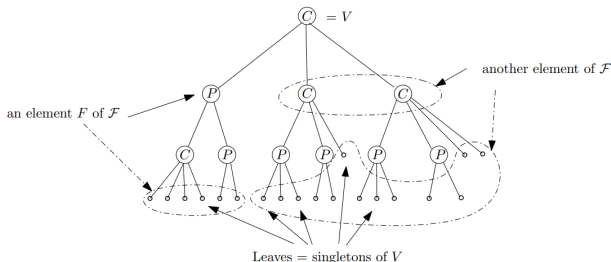 C = V
another element of F
P C C
an element F of F
C P P P P P
Leaves = singletons of V